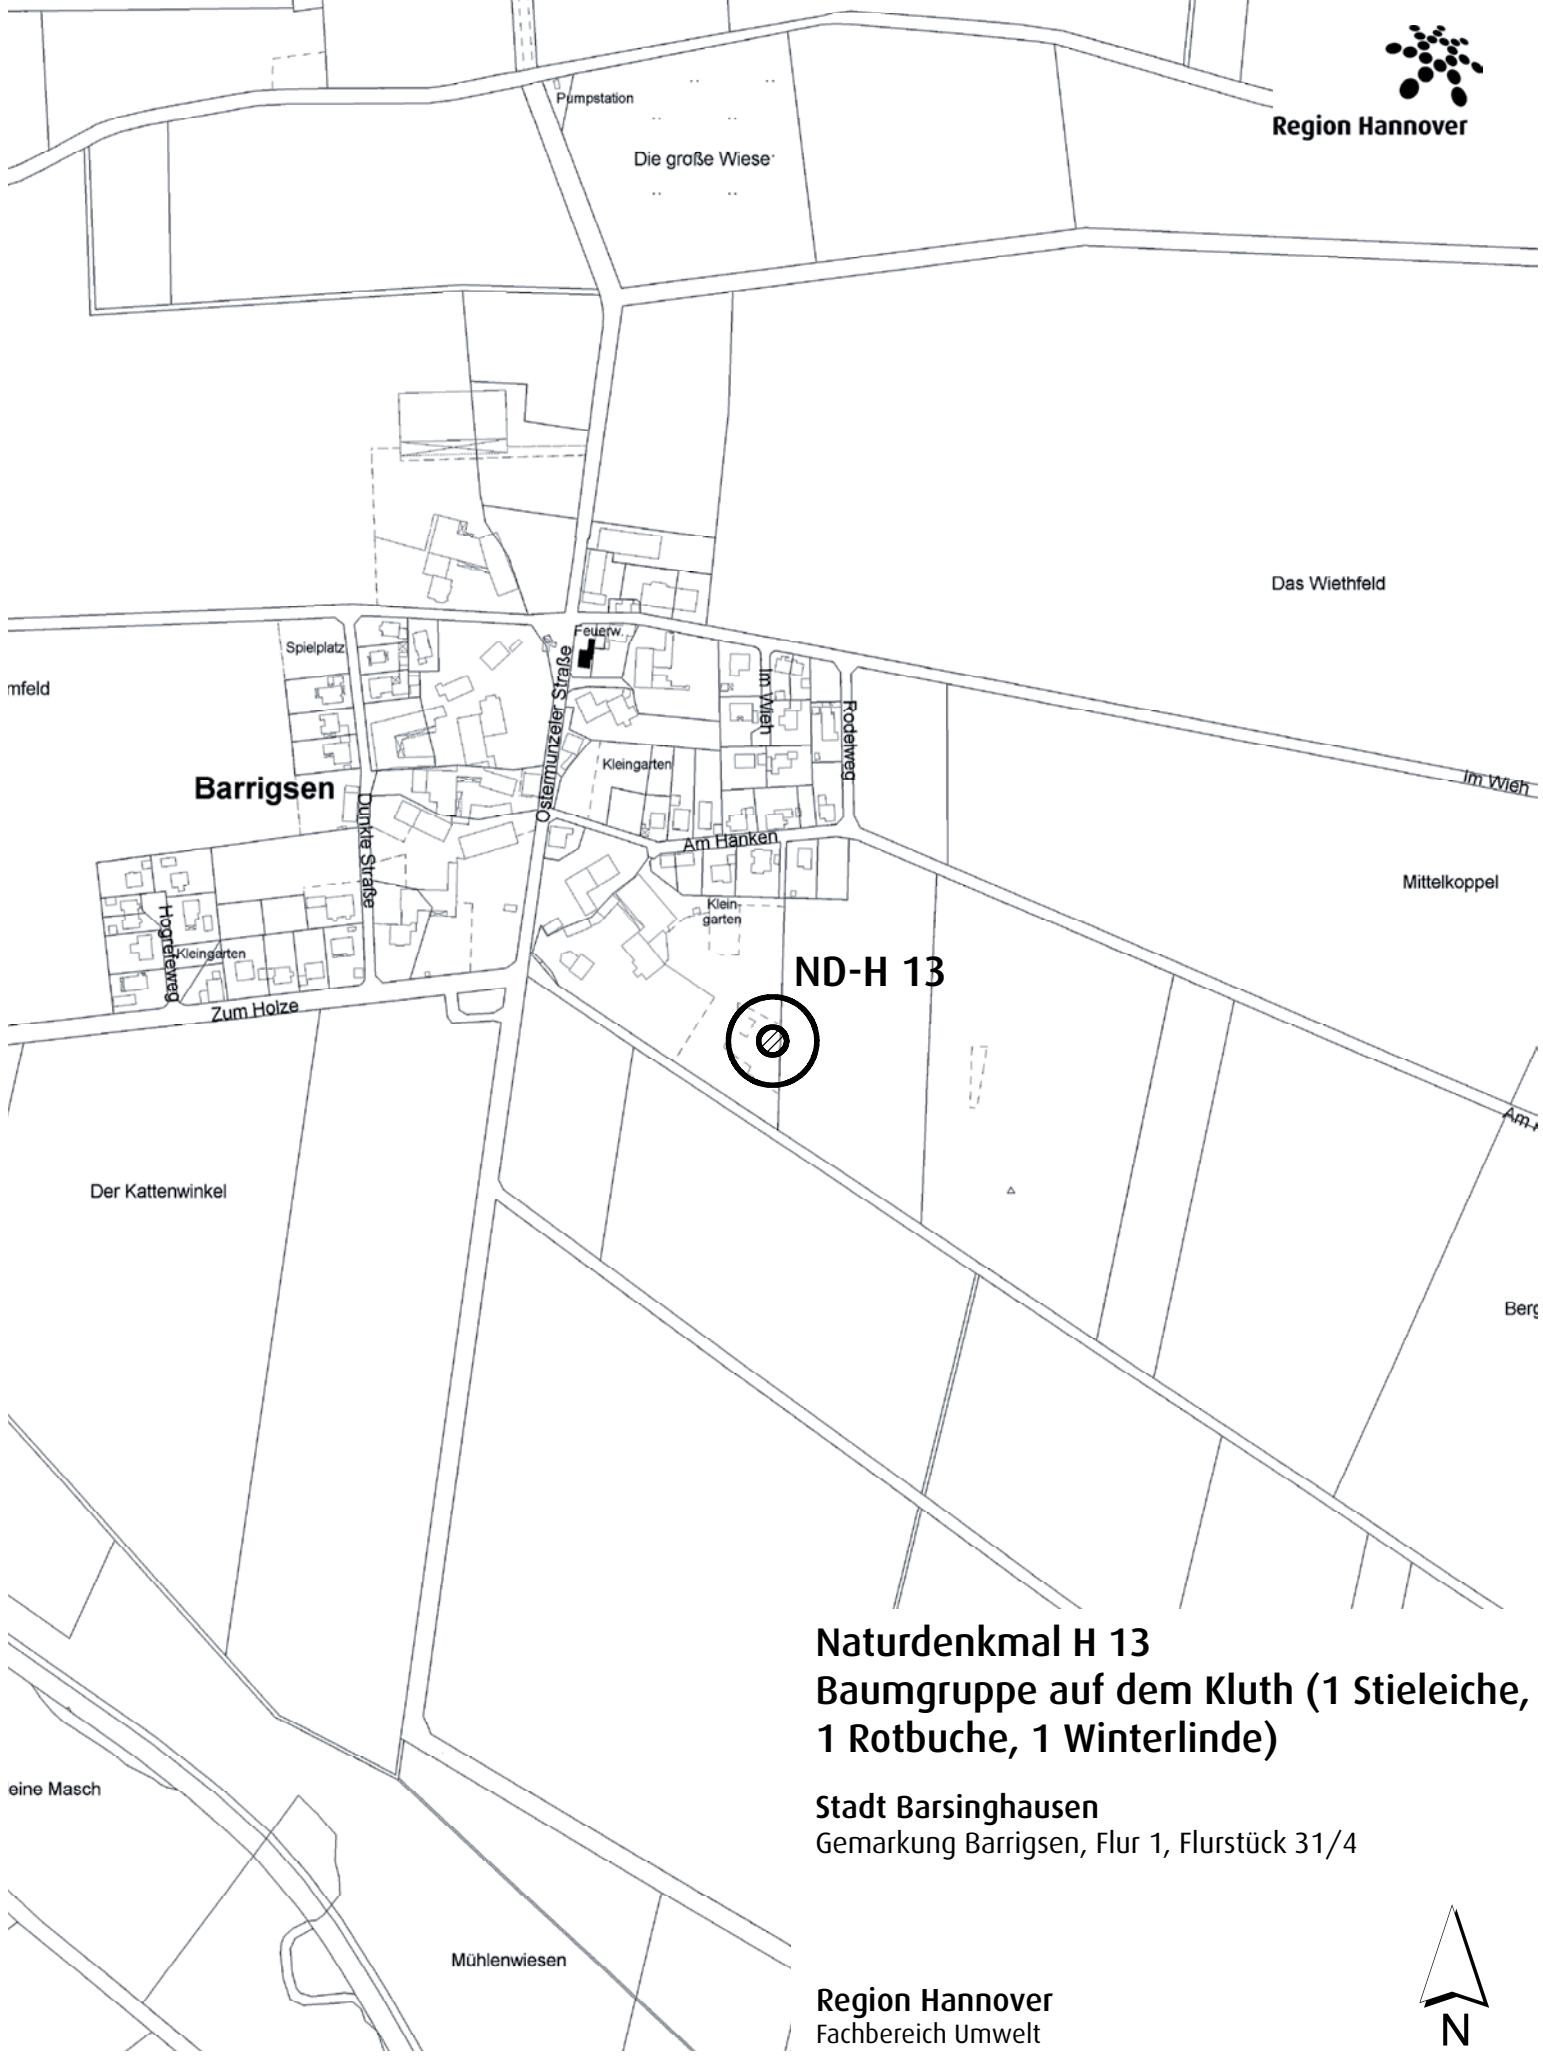 Region Hannover
Pumpstation
Die große Wiese
Das Wiethfeld
Feuerw.
Spielplatz
mfeld
Ostermunzeler Straße
Im Wieh
Rodelweg
Kleingarten
Im Wieh
Barrigsen
Dunkle Straße
Am Hanken
Mittelkoppel
Hogrefeweg
Klein-
garten
Kleingarten
ND-H 13
Zum Holze
Am
Der Kattenwinkel
Berg
Naturdenkmal H 13
Baumgruppe auf dem Kluth (1 Stieleiche,
1 Rotbuche, 1 Winterlinde)
eine Masch
Stadt Barsinghausen
Gemarkung Barrigsen, Flur 1, Flurstück 31/4
Mühlenwiesen
Region Hannover
Fachbereich Umwelt
N